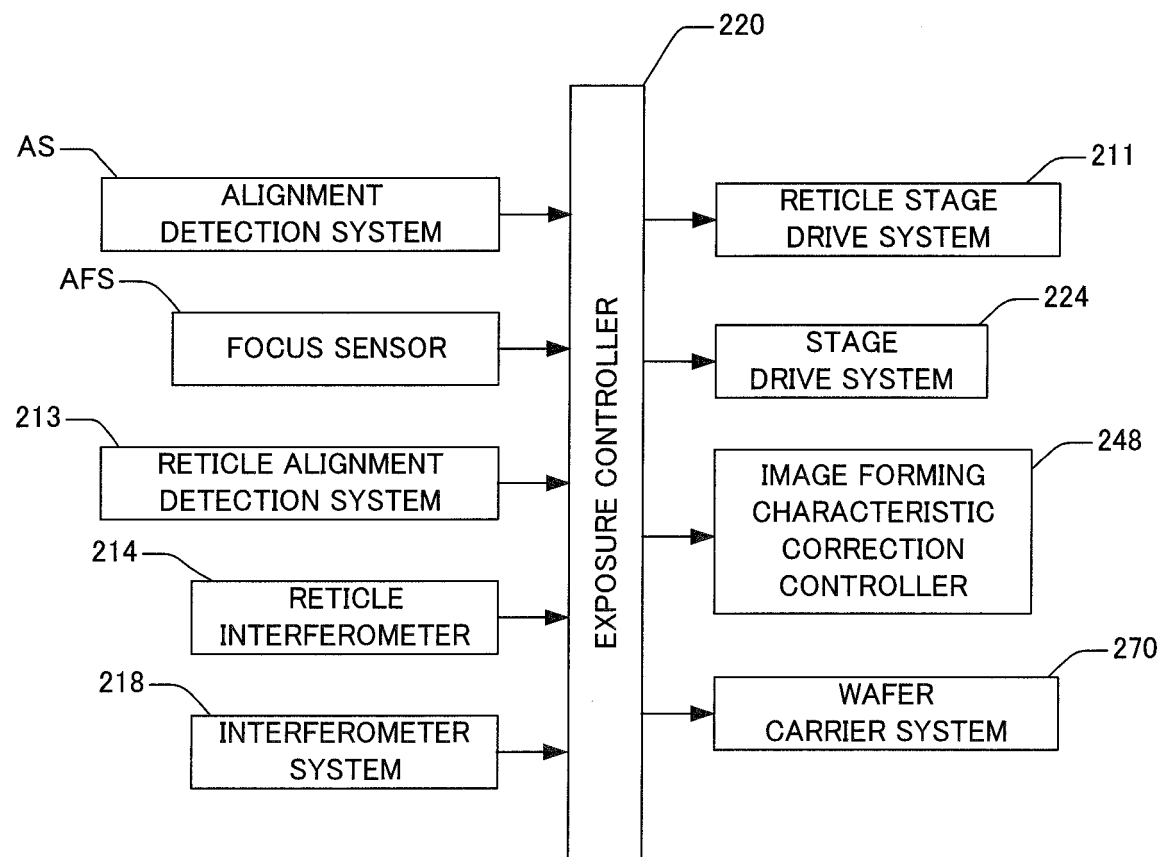 220
AS
ALIGNMENT
DETECTION SYSTEM
AFS
FOCUS SENSOR
213
RETICLE ALIGNMENT
DETECTION SYSTEM
214
RETICLE
INTERFEROMETER
218
INTERFEROMETER
SYSTEM
EXPOSURE CONTROLLER
211
RETICLE STAGE
DRIVE SYSTEM
224
STAGE
DRIVE SYSTEM
248
IMAGE FORMING
CHARACTERISTIC
CORRECTION
CONTROLLER
270
WAFER
CARRIER SYSTEM